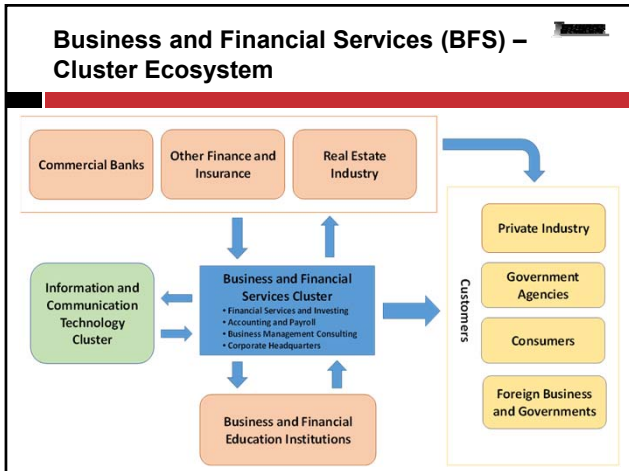 Business and Financial Services (BFS) –
Cluster Ecosystem
Commercial Banks
Other Finance and
Insurance
Real Estate
Industry
Information and
Communication
Technology
Cluster
Business and Financial
Services Cluster
• Financial Services and Investing
• Accounting and Payroll
• Business Management Consulting
• Corporate Headquarters
Business and Financial
Education Institutions
Customers
Private Industry
Government
Agencies
Consumers
Foreign Business
and Governments